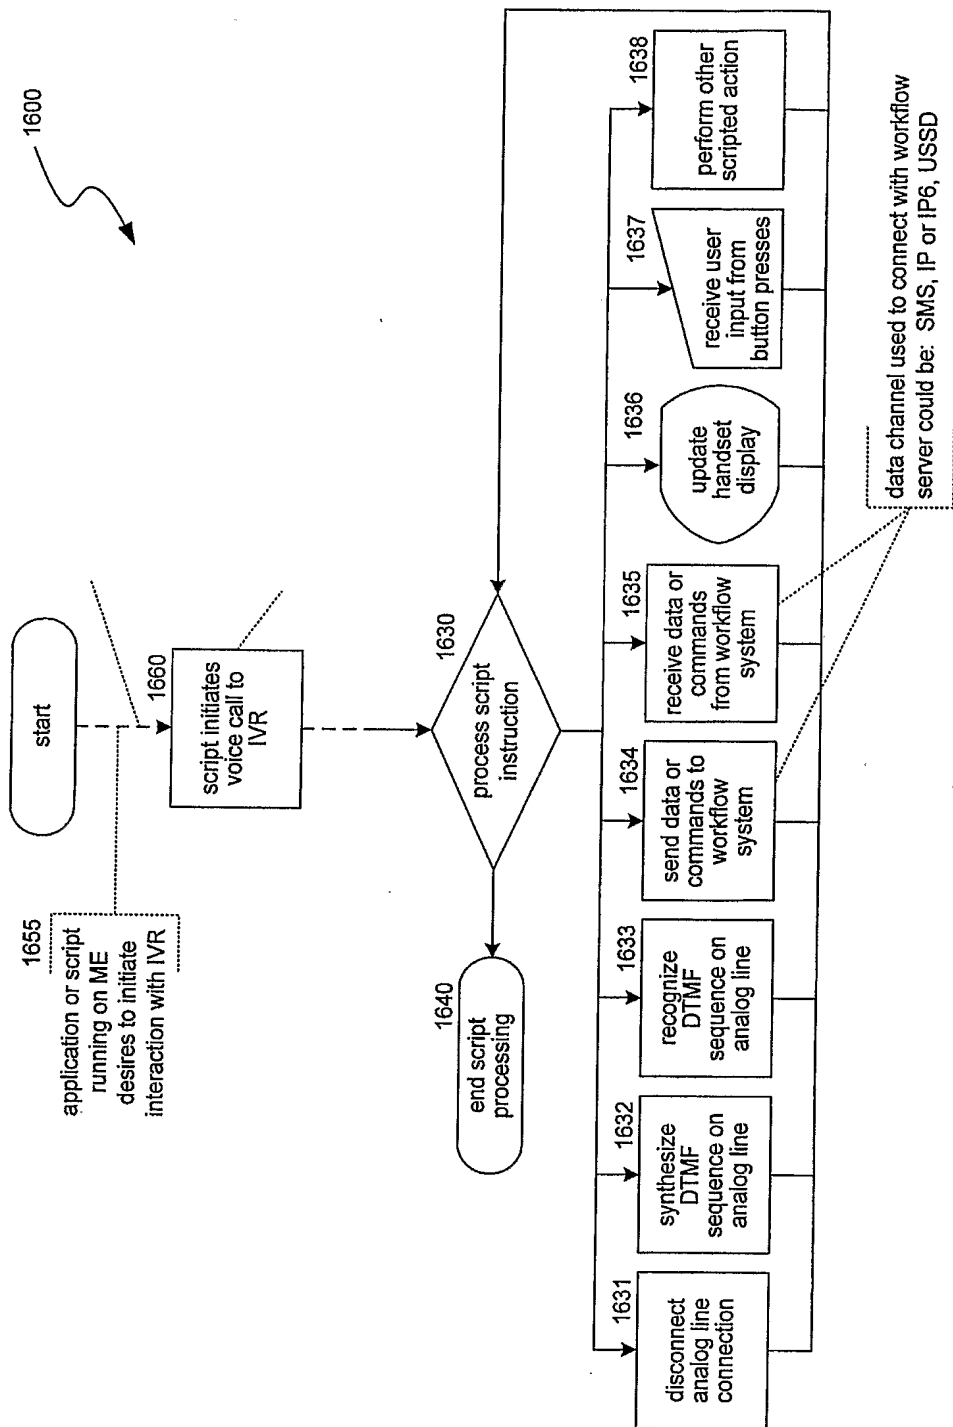 1600
start
1655
application or script
running on ME
desires to initiate
interaction with IVR
1660
script initiates
voice call to
IVR
1630
process script
instruction
1640
end script
processing
1631
disconnect
analog line
connection
1632
synthesize
DTMF
sequence on
analog line
1633
recognize
DTMF
sequence on
analog line
1634
send data or
commands to
workflow
system
1635
receive data or
commands
from workflow
system
1636
update
handset
display
1637
receive user
input from
button presses
1638
perform other
scripted action
data channel used to connect with workflow
server could be: SMS, IP or IP6, USSD